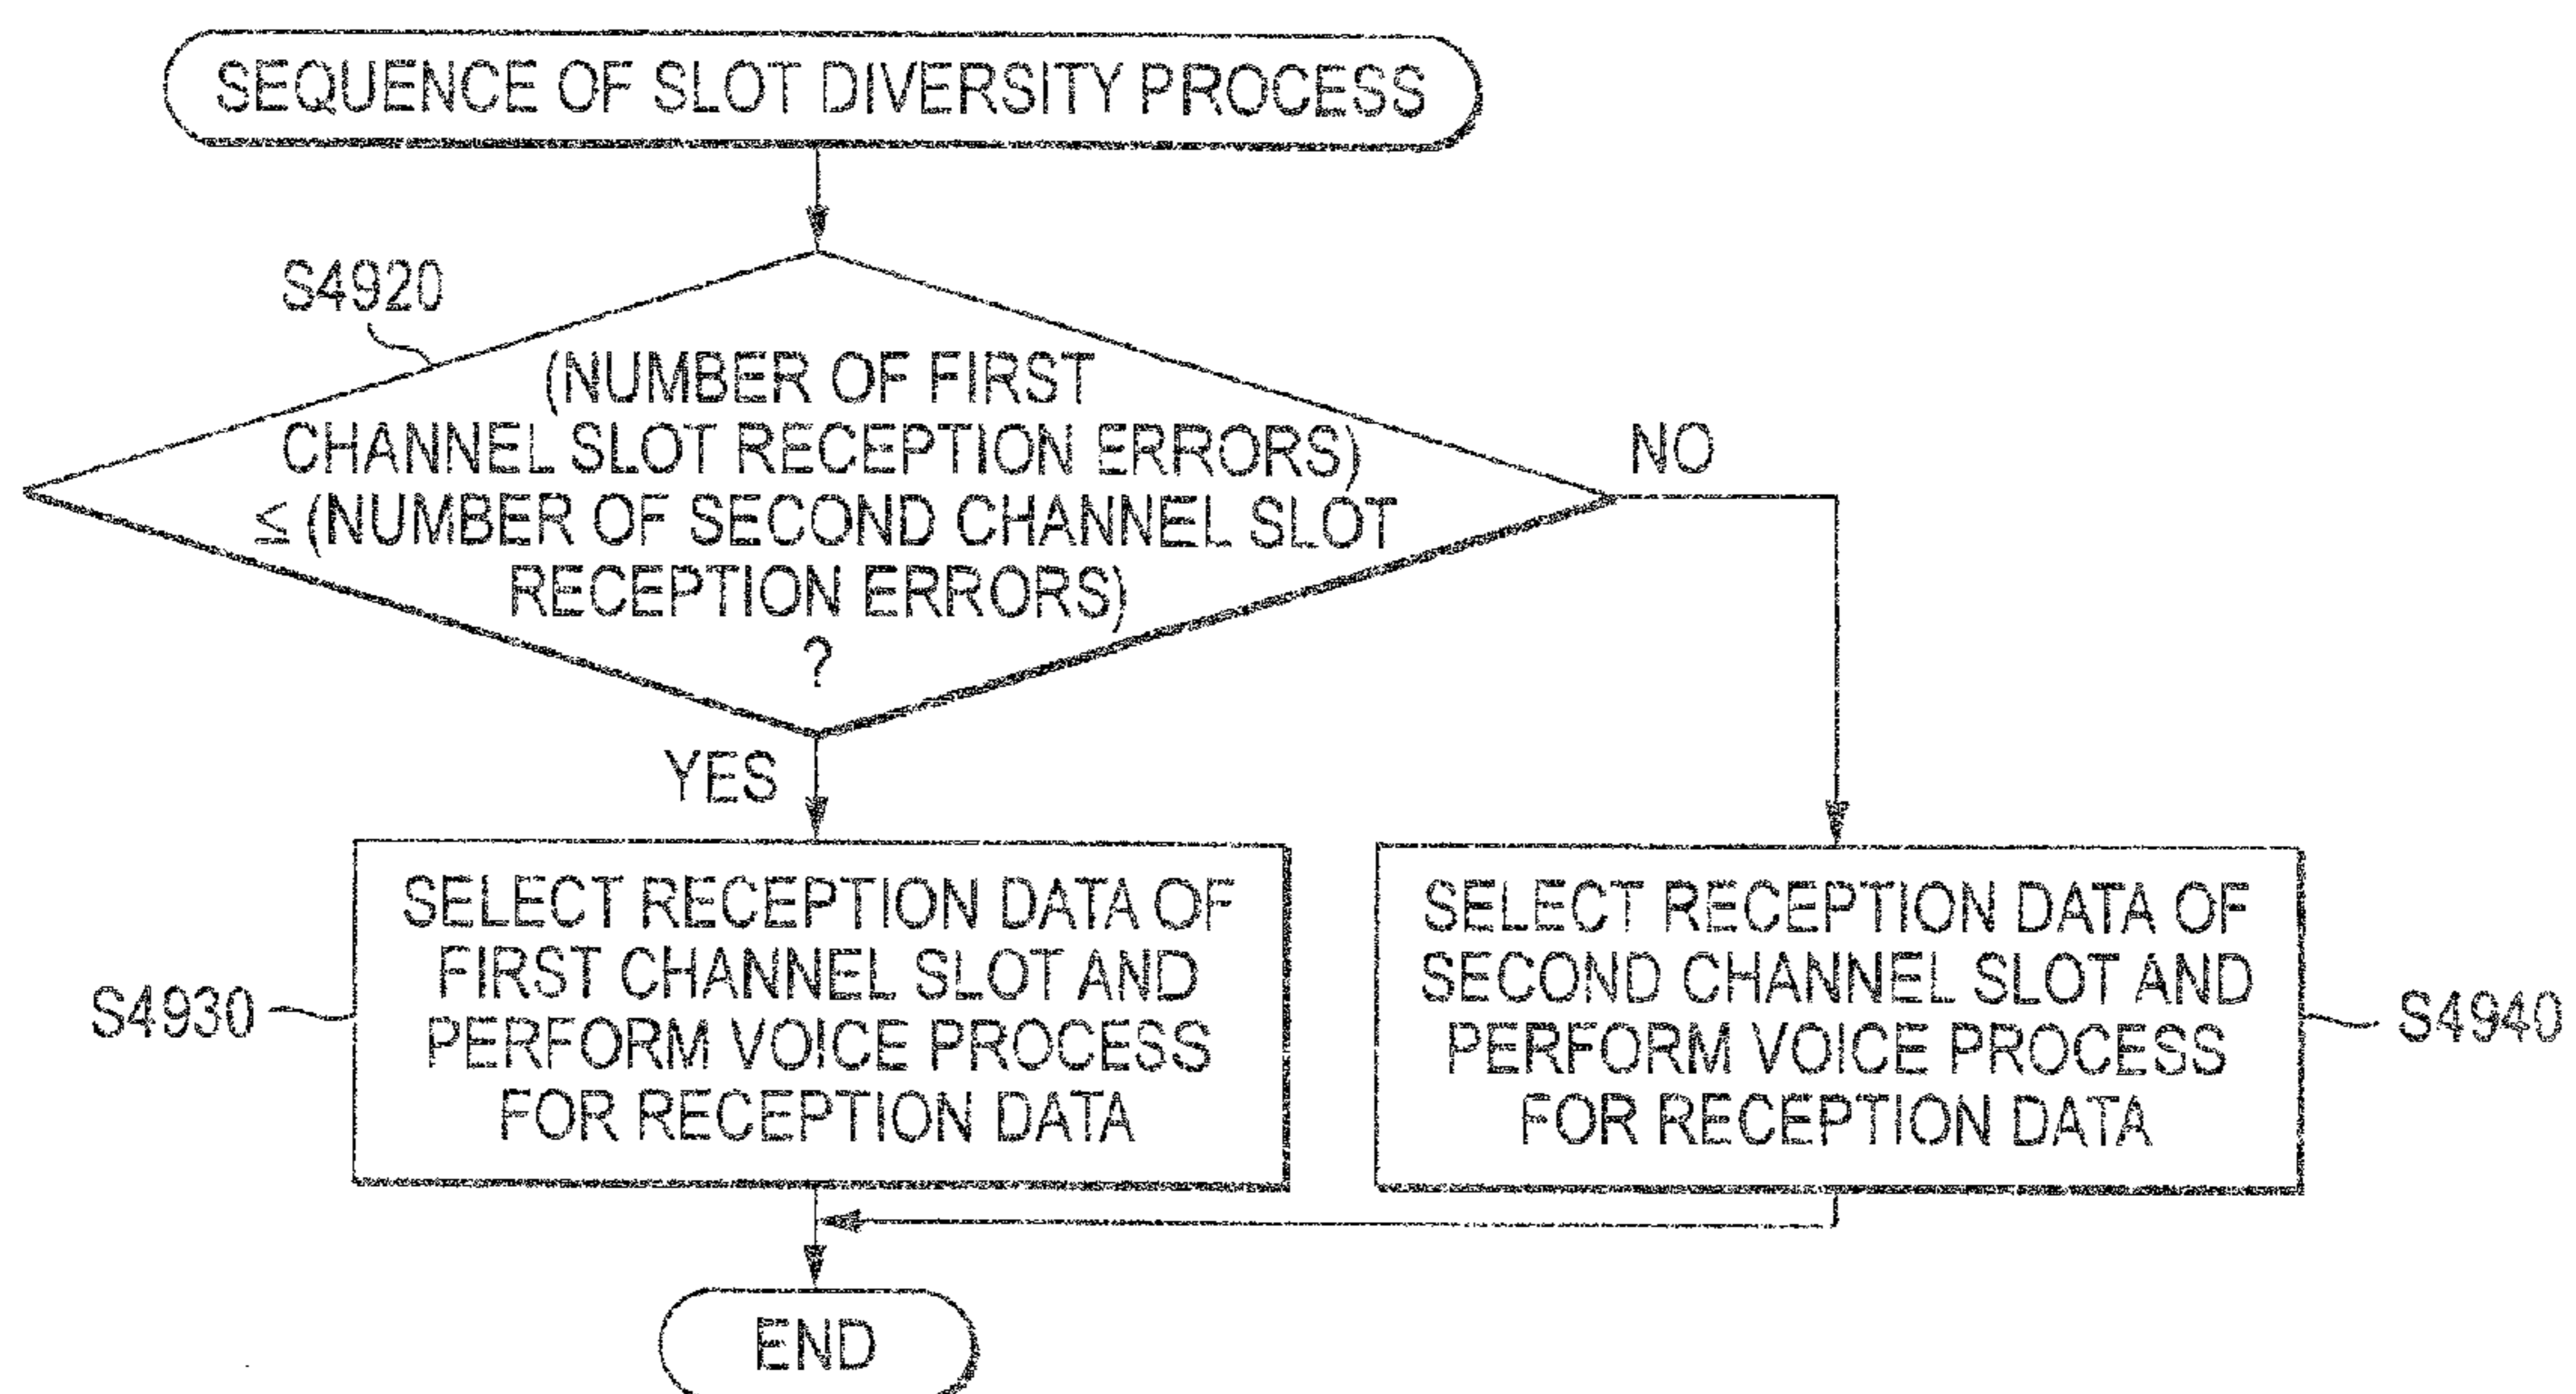 SEQUENCE OF SLOT DIVERSITY PROCESS
S4920
(NUMBER OF FIRST
CHANNEL SLOT RECEPTION ERRORS)
≦ (NUMBER OF SECOND CHANNEL SLOT
RECEPTION ERRORS)
?
NO
YES
SELECT RECEPTION DATA OF
FIRST CHANNEL SLOT AND
PERFORM VOICE PROCESS
FOR RECEPTION DATA
S4930
SELECT RECEPTION DATA OF
SECOND CHANNEL SLOT AND
PERFORM VOICE PROCESS
FOR RECEPTION DATA
S4940
END